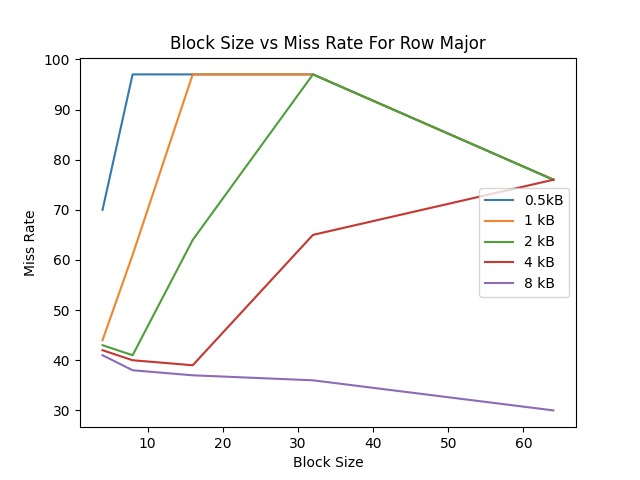 Block Size vs Miss Rate For Row Major
100
90
80
70
60
50
40
30
Miss Rate
0.5kB
1 kB
2 kB
4 kB
8 kB
10 20 30 40 50 60
Block Size